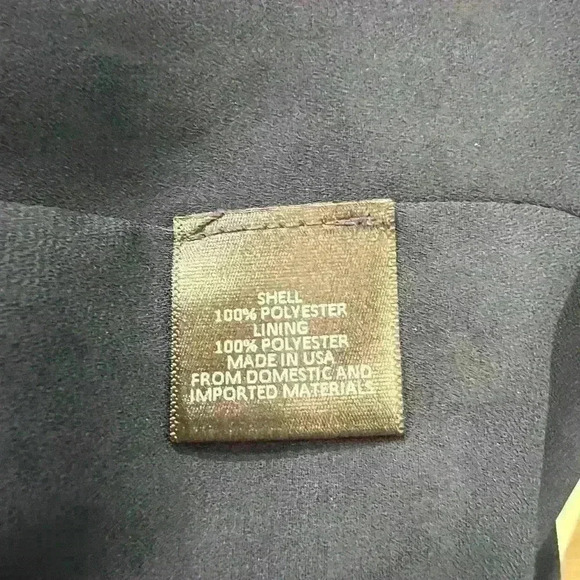 SHELL
100% POLYESTER
LINING
100% POLYESTER
MADE IN USA
FROM DOMESTIC AND
IMPORTED MATERIALS